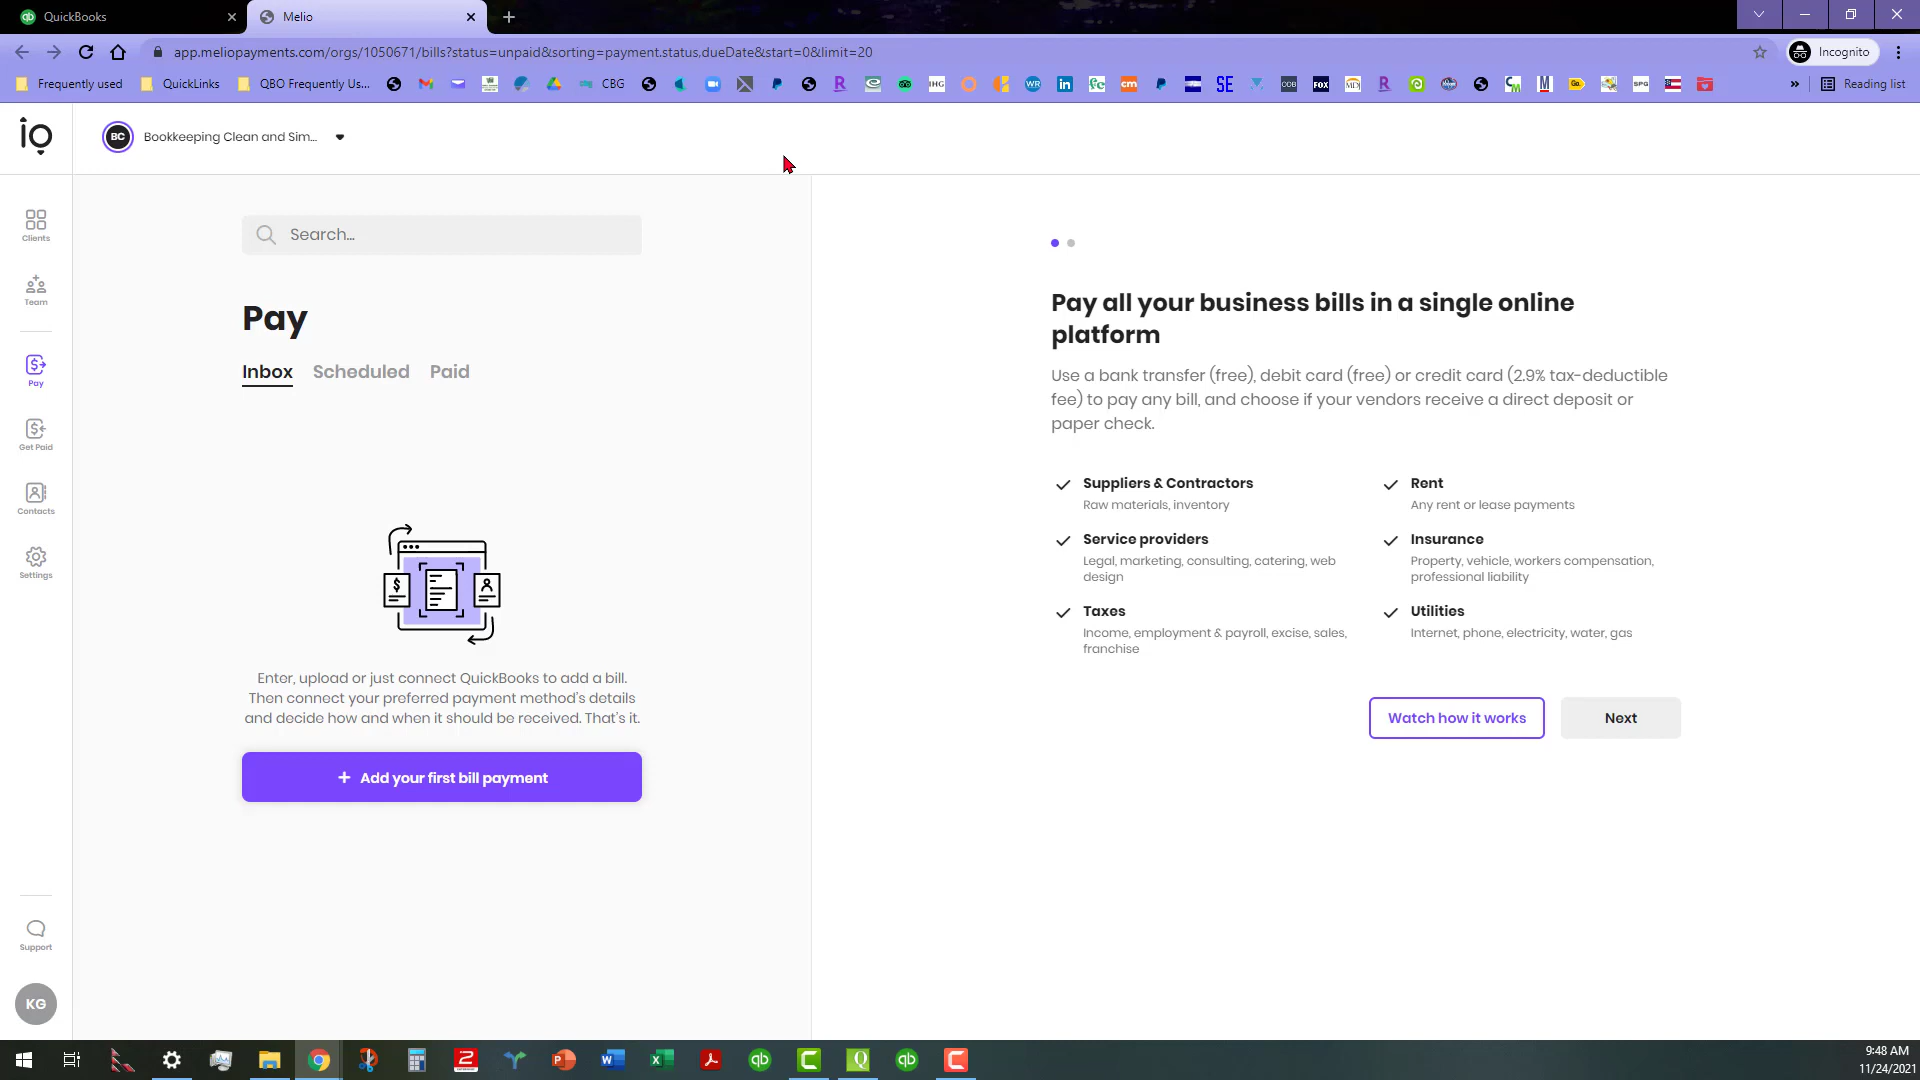 QuickBooks
Melio
app.meliopayments.com/orgs/1050671/bills?status=unpaid&sorting=payment.status,dueDate&start=0&limit=20
Incognito
Frequently used
QuickLinks
QBO Frequently Us...
CBG
IHG
WR
SE
COB
FOX
SPG
Reading list
io
BC
Bookkeeping Clean and Sim...
Clients
Team
Pay
Get Paid
Contacts
Settings
Support
KG
Search...
Pay
Inbox
Scheduled
Paid
Enter, upload or just connect QuickBooks to add a bill.
Then connect your preferred payment method's details
and decide how and when it should be received. That's it.
+ Add your first bill payment
Pay all your business bills in a single online
platform
Use a bank transfer (free), debit card (free) or credit card (2.9% tax-deductible
fee) to pay any bill, and choose if your vendors receive a direct deposit or
paper check.
Suppliers & Contractors
Raw materials, inventory
Rent
Any rent or lease payments
Service providers
Legal, marketing, consulting, catering, web
design
Insurance
Property, vehicle, workers compensation,
professional liability
Taxes
Income, employment & payroll, excise, sales,
franchise
Utilities
Internet, phone, electricity, water, gas
Watch how it works
Next
9:48 AM
11/24/2021